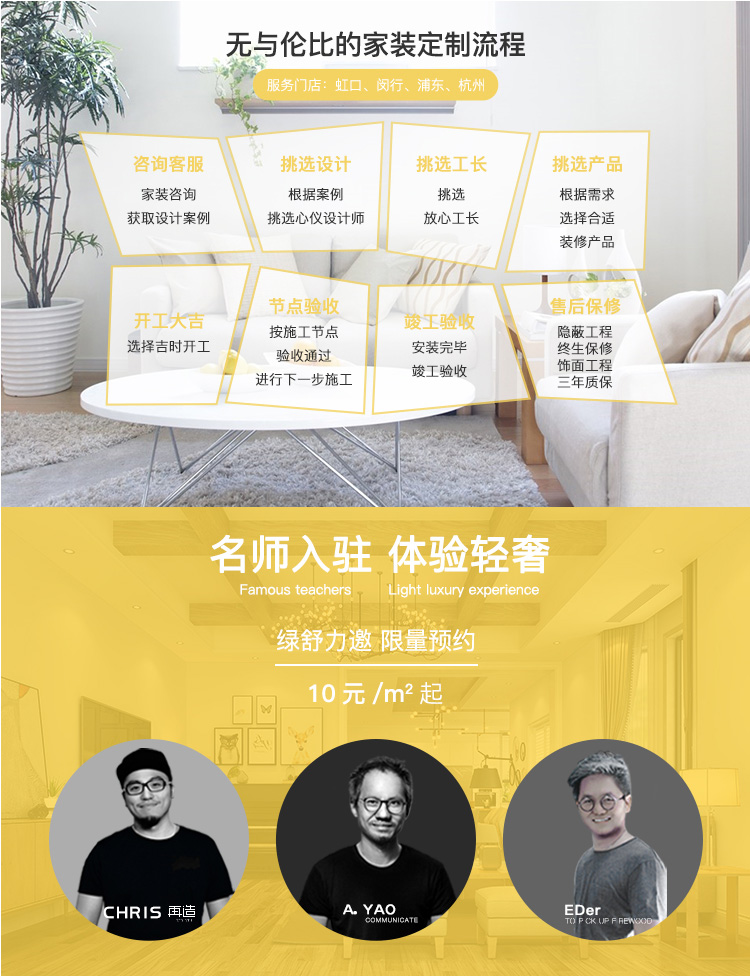 无与伦比的家装定制流程
服务门店：虹口、闵行、浦东、杭州
咨询客服
家装咨询
获取设计案例
挑选设计
根据案例
挑选心仪设计师
挑选工长
挑选
放心工长
挑选产品
根据需求
选择合适
装修产品
开工大吉
选择吉时开工
节点验收
按施工节点
验收通过
进行下一步施工
竣工验收
安装完毕
竣工验收
售后保修
隐蔽工程
终生保修
饰面工程
三年质保
名师入驻 体验轻奢
Famous teachers Light luxury experience
绿舒力邀 限量预约
10 元 /m² 起
CHRIS 再造
A. YAO
COMMUNICATE
EDer
TO P CK UP F REWOOD